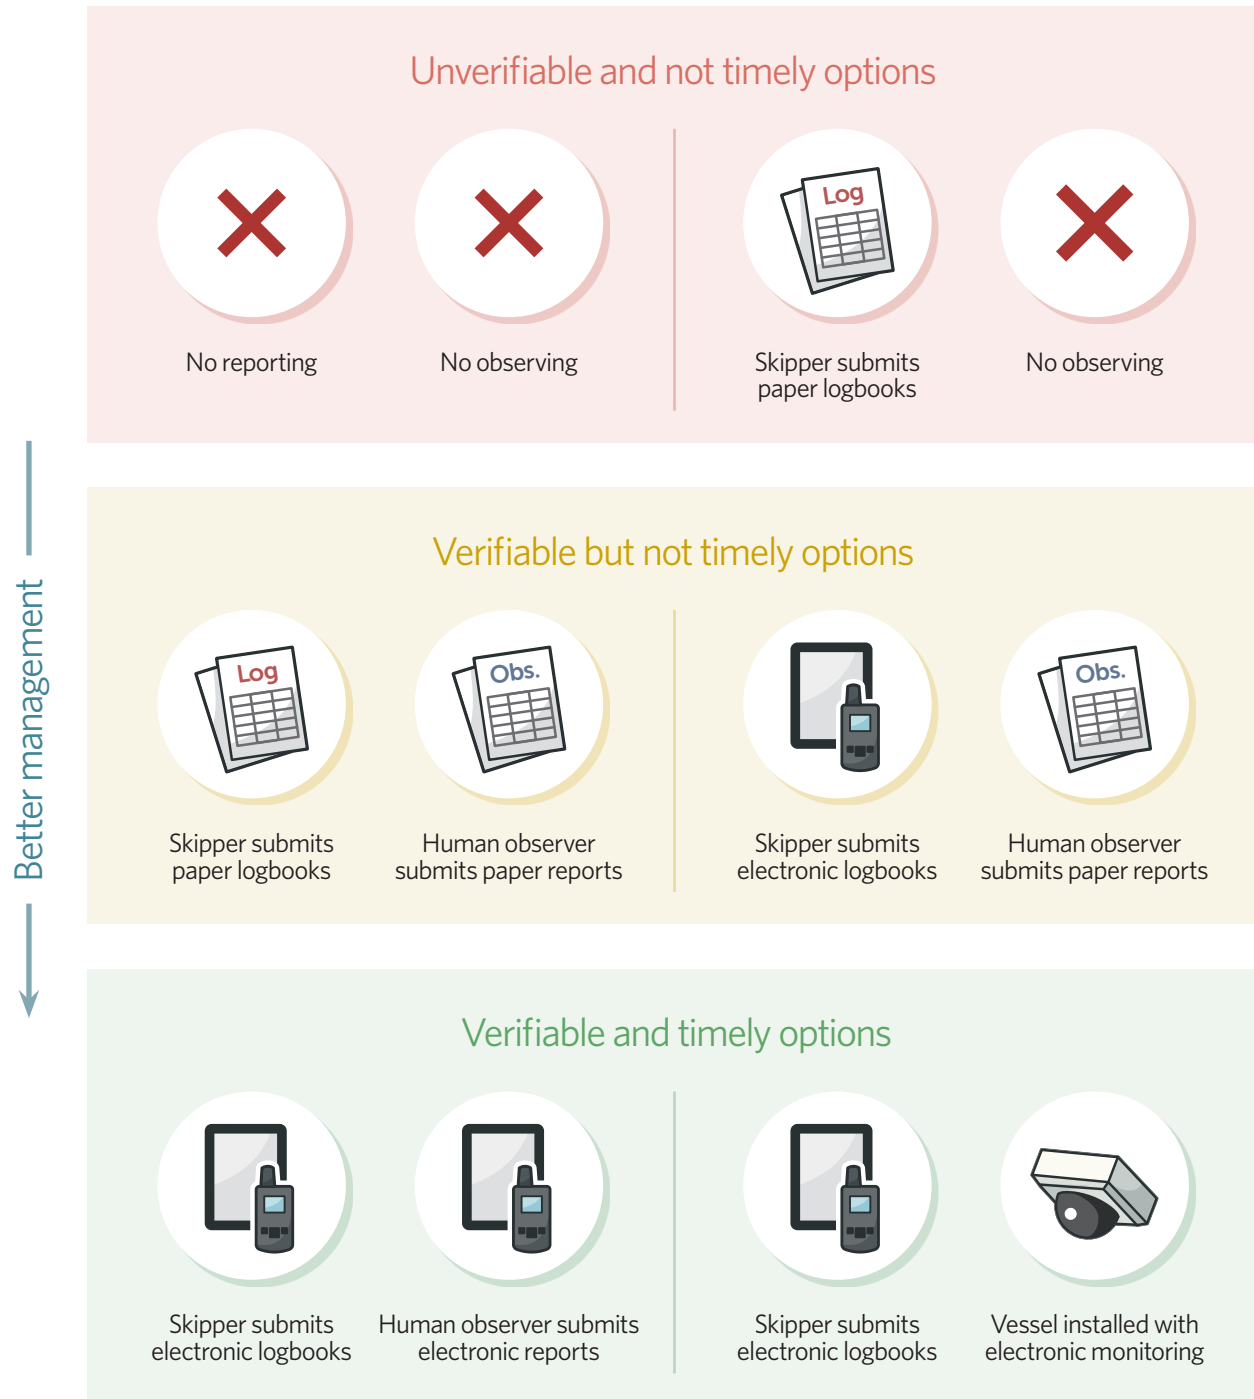 Unverifiable and not timely options
No reporting
No observing
Log
Skipper submits
paper logbooks
No observing
Better management
Verifiable but not timely options
Log
Skipper submits
paper logbooks
Obs.
Human observer
submits paper reports
Skipper submits
electronic logbooks
Obs.
Human observer
submits paper reports
Verifiable and timely options
Skipper submits
electronic logbooks
Human observer submits
electronic reports
Skipper submits
electronic logbooks
Vessel installed with
electronic monitoring